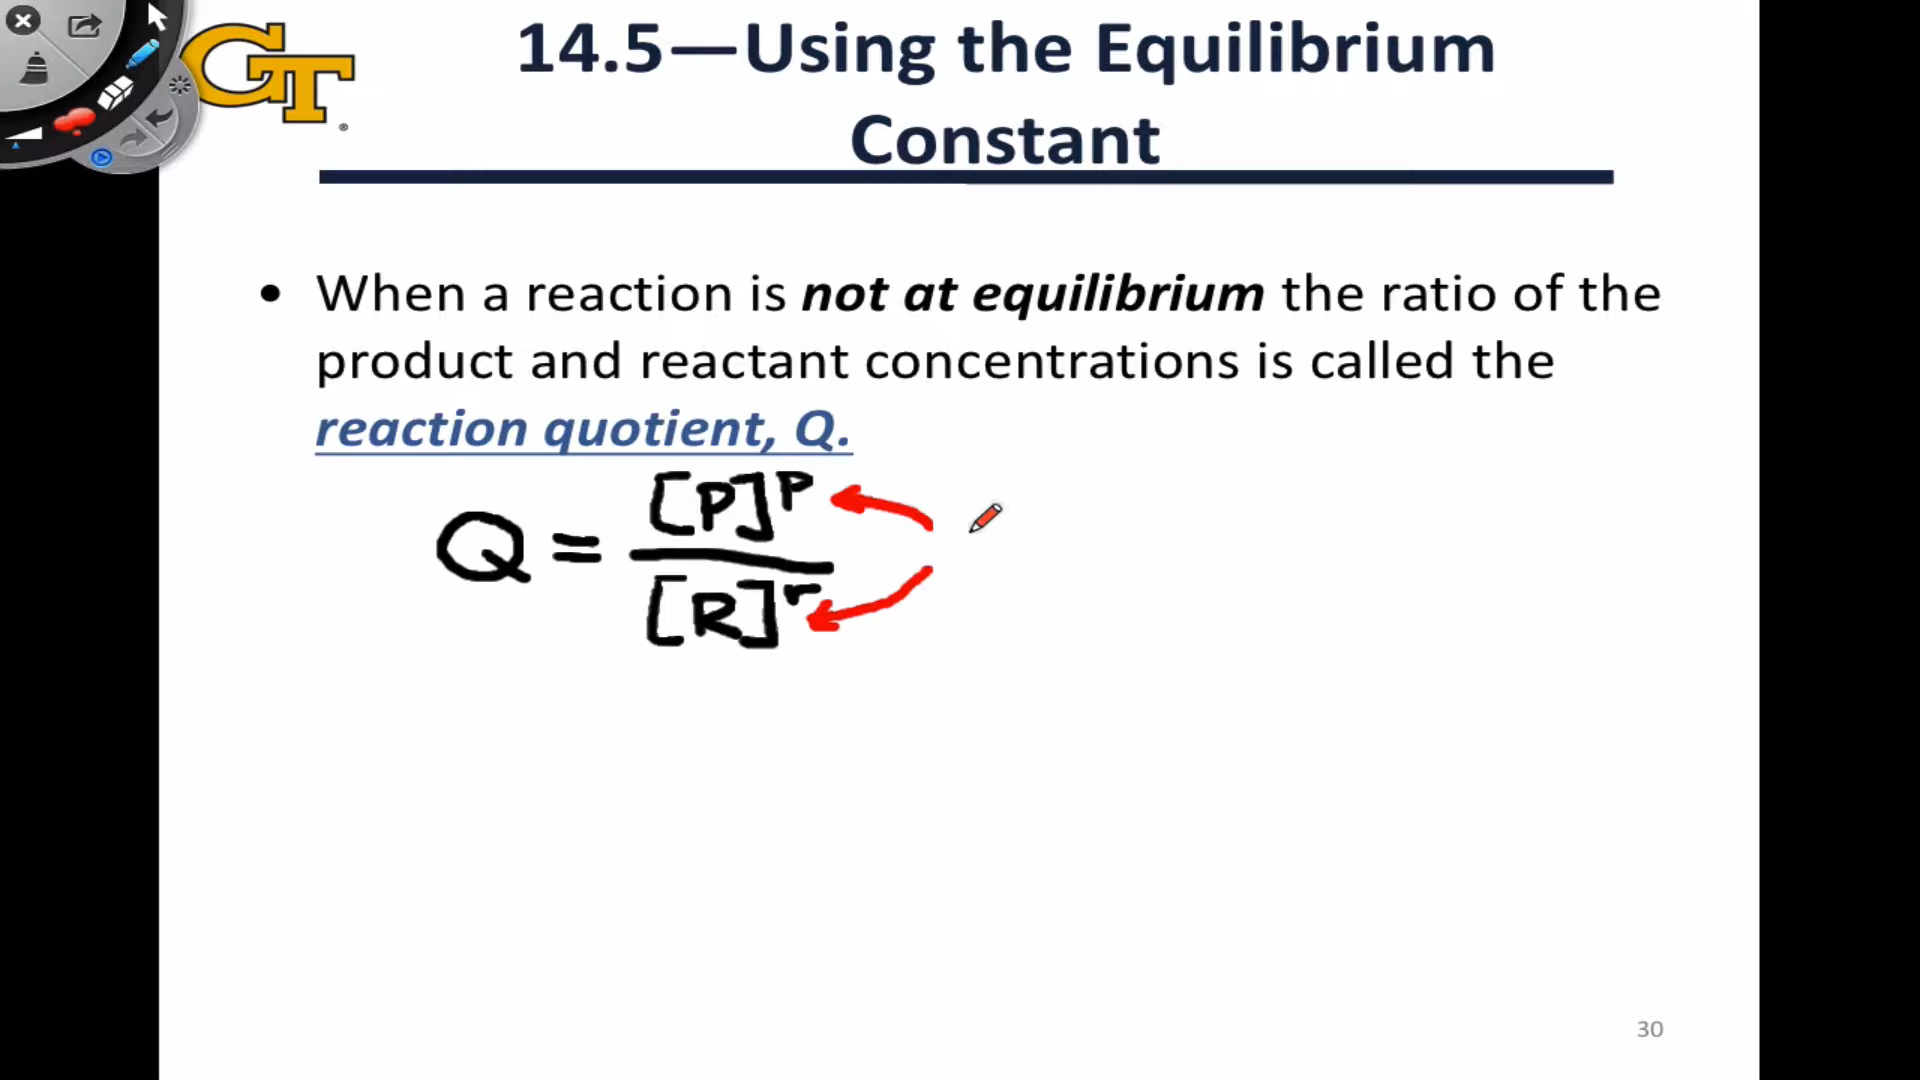 GT®
14.5—Using the Equilibrium
Constant
• When a reaction is not at equilibrium the ratio of the
product and reactant concentrations is called the
reaction quotient, Q.
Q = [P]^p / [R]^r
30